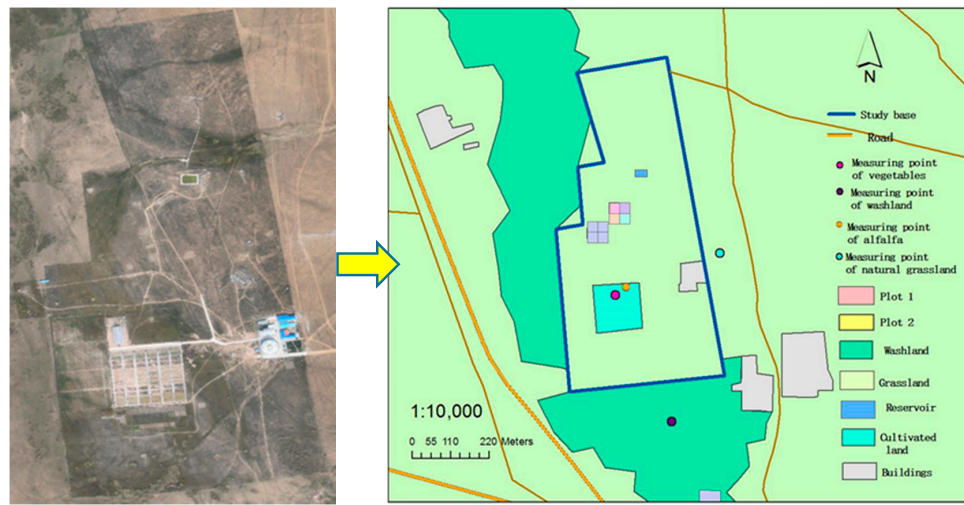 N
Study base
Road
Measuring point
of vegetables
Measuring point
of washland
Measuring point
of alfalfa
Measuring point
of natural grassland
Plot 1
Plot 2
Washland
Grassland
Reservoir
Cultivated
land
Buildings
1:10,000
0 55 110 220 Meters